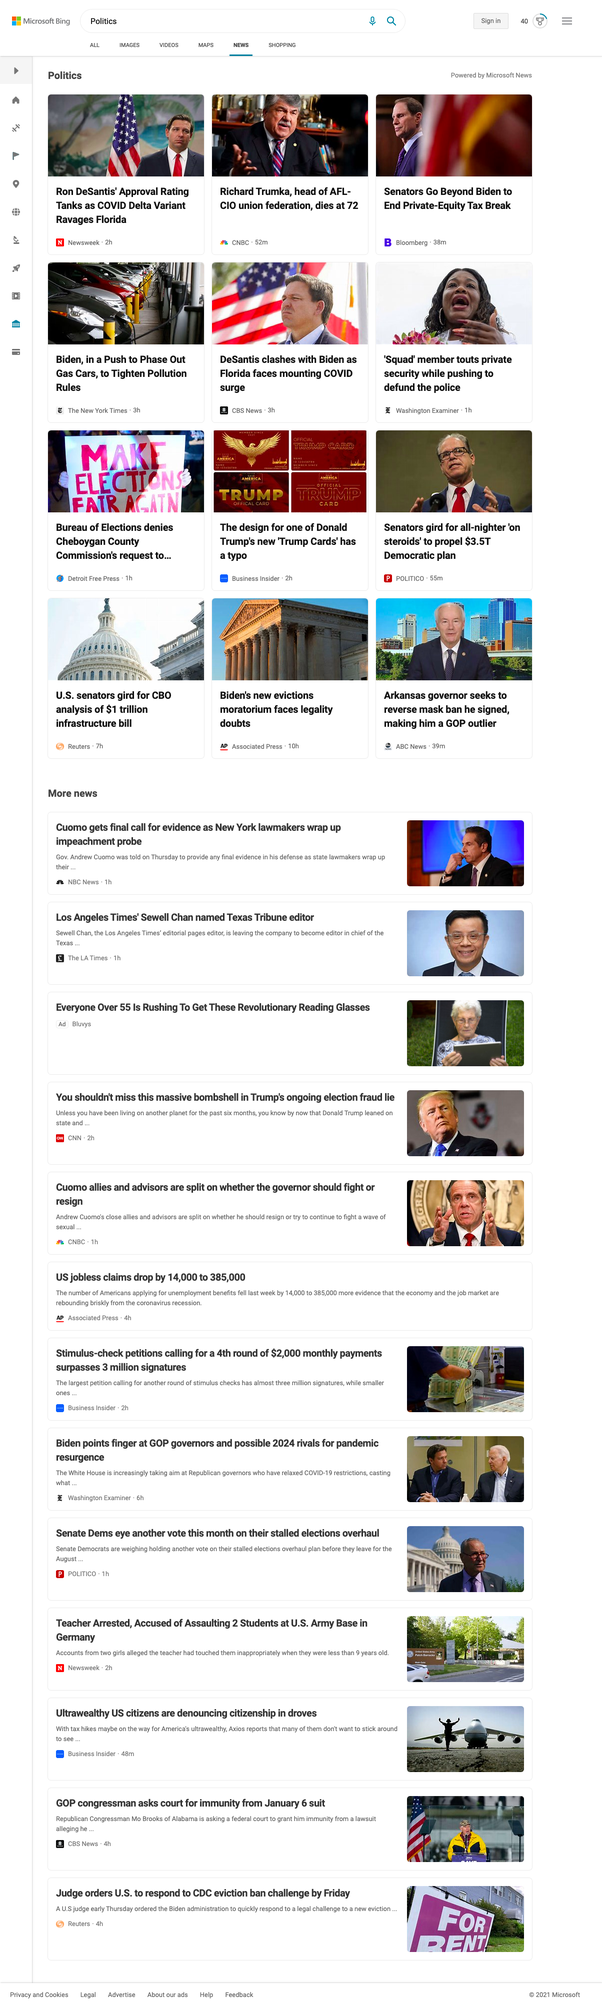 Microsoft Bing
Politics
Sign in
40
ALL
IMAGES
VIDEOS
MAPS
NEWS
SHOPPING
Politics
Powered by Microsoft News
Ron DeSantis' Approval Rating
Tanks as COVID Delta Variant
Ravages Florida
Newsweek · 2h
Richard Trumka, head of AFL-
CIO union federation, dies at 72
CNBC · 52m
Senators Go Beyond Biden to
End Private-Equity Tax Break
Bloomberg · 38m
Biden, in a Push to Phase Out
Gas Cars, to Tighten Pollution
Rules
The New York Times · 3h
DeSantis clashes with Biden as
Florida faces mounting COVID
surge
CBS News · 3h
'Squad' member touts private
security while pushing to
defund the police
Washington Examiner · 1h
MAKE
ELECTIONS
FAIR AGAIN
Bureau of Elections denies
Cheboygan County
Commission's request to...
Detroit Free Press · 1h
AMERICA
OFFICIAL
TRUMP CARD
AMERICA
TRUMP
OFFICAL CARD
AMERICA
OFFICIAL
TRUMP
CARD
The design for one of Donald
Trump's new 'Trump Cards' has
a typo
Business Insider · 2h
Senators gird for all-nighter 'on
steroids' to propel $3.5T
Democratic plan
POLITICO · 55m
U.S. senators gird for CBO
analysis of $1 trillion
infrastructure bill
Reuters · 7h
Biden's new evictions
moratorium faces legality
doubts
AP
Associated Press · 10h
Arkansas governor seeks to
reverse mask ban he signed,
making him a GOP outlier
ABC News · 39m
More news
Cuomo gets final call for evidence as New York lawmakers wrap up
impeachment probe
Gov. Andrew Cuomo was told on Thursday to provide any final evidence in his defense as state lawmakers wrap up
their ...
NBC News · 1h
Los Angeles Times' Sewell Chan named Texas Tribune editor
Sewell Chan, the Los Angeles Times' editorial pages editor, is leaving the company to become editor in chief of the
Texas ...
The LA Times · 1h
Everyone Over 55 Is Rushing To Get These Revolutionary Reading Glasses
Ad Bluvys
You shouldn't miss this massive bombshell in Trump's ongoing election fraud lie
Unless you have been living on another planet for the past six months, you know by now that Donald Trump leaned on
state and ...
CNN · 2h
Cuomo allies and advisors are split on whether the governor should fight or
resign
Andrew Cuomo's close allies and advisors are split on whether he should resign or try to continue to fight a wave of
sexual ...
CNBC · 1h
US jobless claims drop by 14,000 to 385,000
The number of Americans applying for unemployment benefits fell last week by 14,000 to 385,000 more evidence that the economy and the job market are
rebounding briskly from the coronavirus recession.
AP
Associated Press · 4h
Stimulus-check petitions calling for a 4th round of $2,000 monthly payments
surpasses 3 million signatures
The largest petition calling for another round of stimulus checks has almost three million signatures, while smaller
ones ...
Business Insider · 2h
Biden points finger at GOP governors and possible 2024 rivals for pandemic
resurgence
The White House is increasingly taking aim at Republican governors who have relaxed COVID-19 restrictions, casting
what ...
Washington Examiner · 6h
Senate Dems eye another vote this month on their stalled elections overhaul
Senate Democrats are weighing holding another vote on their stalled elections overhaul plan before they leave for the
August ...
POLITICO · 1h
Teacher Arrested, Accused of Assaulting 2 Students at U.S. Army Base in
Germany
Accounts from two girls alleged the teacher had touched them inappropriately when they were less than 9 years old.
Newsweek · 2h
Ultrawealthy US citizens are denouncing citizenship in droves
With tax hikes maybe on the way for America's ultrawealthy, Axios reports that many of them don't want to stick around
to see ...
Business Insider · 48m
GOP congressman asks court for immunity from January 6 suit
Republican Congressman Mo Brooks of Alabama is asking a federal court to grant him immunity from a lawsuit
alleging he ...
CBS News · 4h
Judge orders U.S. to respond to CDC eviction ban challenge by Friday
A U.S judge early Thursday ordered the Biden administration to quickly respond to a legal challenge to a new eviction ...
Reuters · 4h
FOR
RENT
Privacy and Cookies
Legal
Advertise
About our ads
Help
Feedback
© 2021 Microsoft